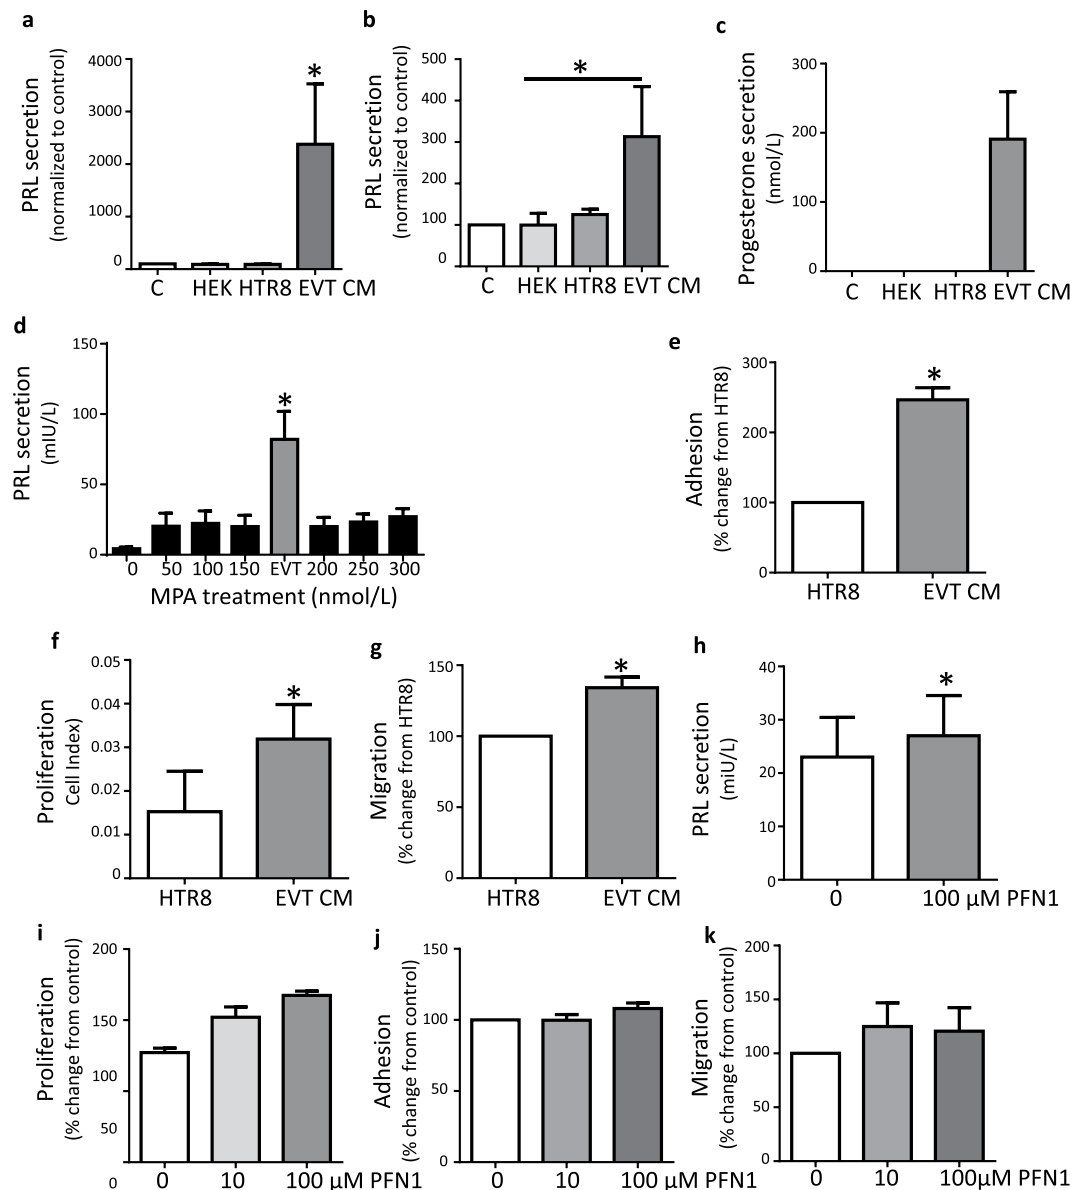 a
PRL secretion
(normalized to control)
4000
3000
2000
1000
0
*
C HEK HTR8 EVT CM
b
PRL secretion
(normalized to control)
500
400
300
200
100
0
*
C HEK HTR8 EVT CM
c
Progesterone secretion
(nmol/L)
300
200
100
0
C HEK HTR8 EVT CM
d
PRL secretion
(mIU/L)
150
100
50
0
*
0 50 100 150 EVT 200 250 300
MPA treatment (nmol/L)
e
Adhesion
(% change from HTR8)
300
200
100
0
*
HTR8 EVT CM
f
Proliferation
Cell Index)
0.05
0.04
0.03
0.02
0.01
0
*
HTR8 EVT CM
g
Migration
(% change from HTR8)
150
100
50
0
*
HTR8 EVT CM
h
PRL secretion
(miU/L)
40
30
20
10
0
*
0 100 μM PFN1
i
Proliferation
(% change from control)
200
150
100
50
0
0 10 100 μM PFN1
j
Adhesion
(% change from control)
150
100
50
0
0 10 100 μM PFN1
k
Migration
(% change from control)
200
150
100
50
0
0 10 100μM PFN1